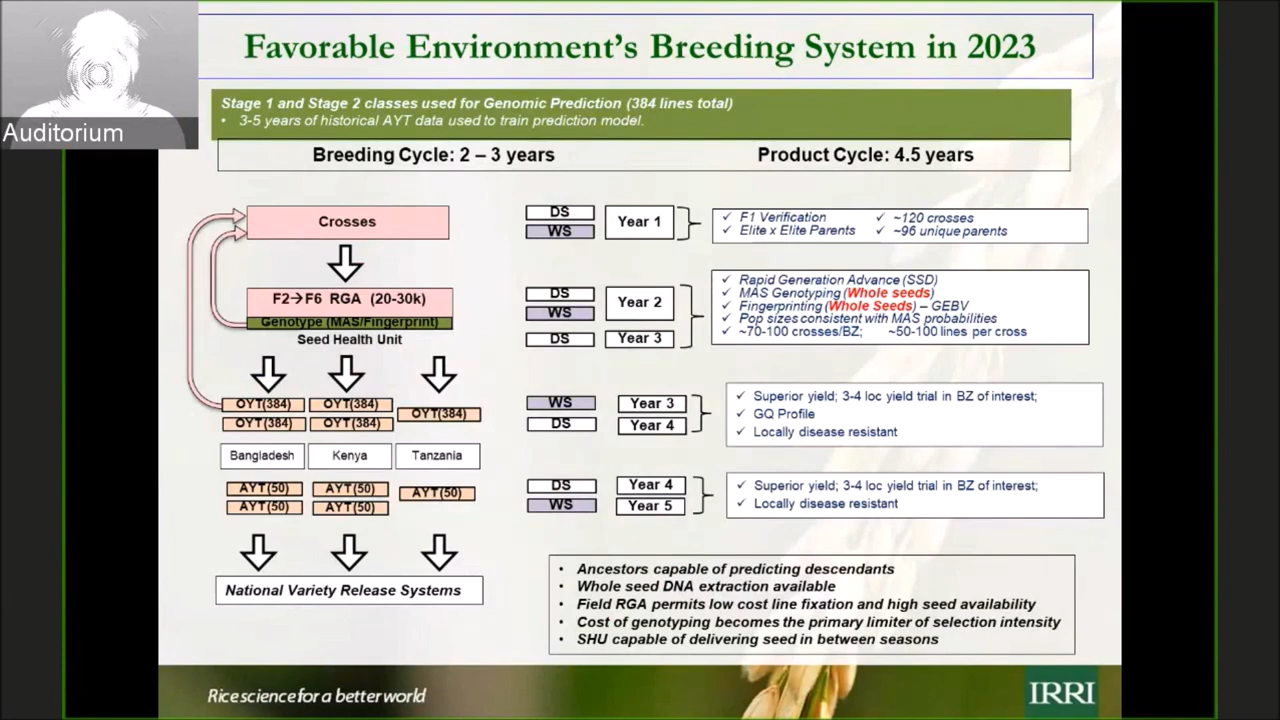 Auditorium
Favorable Environment's Breeding System in 2023
Stage 1 and Stage 2 classes used for Genomic Prediction (384 lines total)
• 3-5 years of historical AYT data used to train prediction model.
Breeding Cycle: 2 – 3 years
Product Cycle: 4.5 years
Crosses
DS
WS
Year 1
✓ F1 Verification
✓ ~120 crosses
✓ Elite x Elite Parents
✓ ~96 unique parents
F2→F6 RGA (20-30k)
Genotype (MAS/Fingerprint)
Seed Health Unit
DS
WS
Year 2
DS
Year 3
✓ Rapid Generation Advance (SSD)
✓ MAS Genotyping (Whole seeds)
✓ Fingerprinting (Whole Seeds) – GEBV
✓ Pop sizes consistent with MAS probabilities
✓ ~70-100 crosses/BZ; ~50-100 lines per cross
OYT(384)
OYT(384)
OYT(384)
OYT(384)
OYT(384)
WS
Year 3
DS
Year 4
✓ Superior yield; 3-4 loc yield trial in BZ of interest;
✓ GQ Profile
✓ Locally disease resistant
Bangladesh
Kenya
Tanzania
AYT(50)
AYT(50)
AYT(50)
AYT(50)
AYT(50)
DS
Year 4
WS
Year 5
✓ Superior yield; 3-4 loc yield trial in BZ of interest;
✓ Locally disease resistant
National Variety Release Systems
• Ancestors capable of predicting descendants
• Whole seed DNA extraction available
• Field RGA permits low cost line fixation and high seed availability
• Cost of genotyping becomes the primary limiter of selection intensity
• SHU capable of delivering seed in between seasons
Rice science for a better world
IRRI